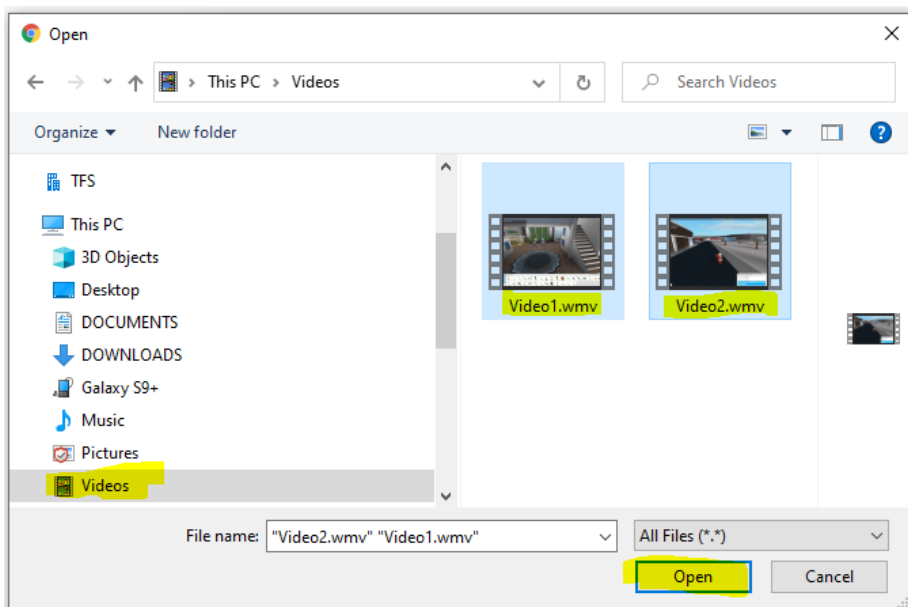 Open
This PC > Videos
Search Videos
Organize
New folder
?
TFS
This PC
3D Objects
Desktop
DOCUMENTS
DOWNLOADS
Galaxy S9+
Music
Pictures
Videos
Video1.wmv
Video2.wmv
File name:
"Video2.wmv" "Video1.wmv"
All Files (*.*)
Open
Cancel